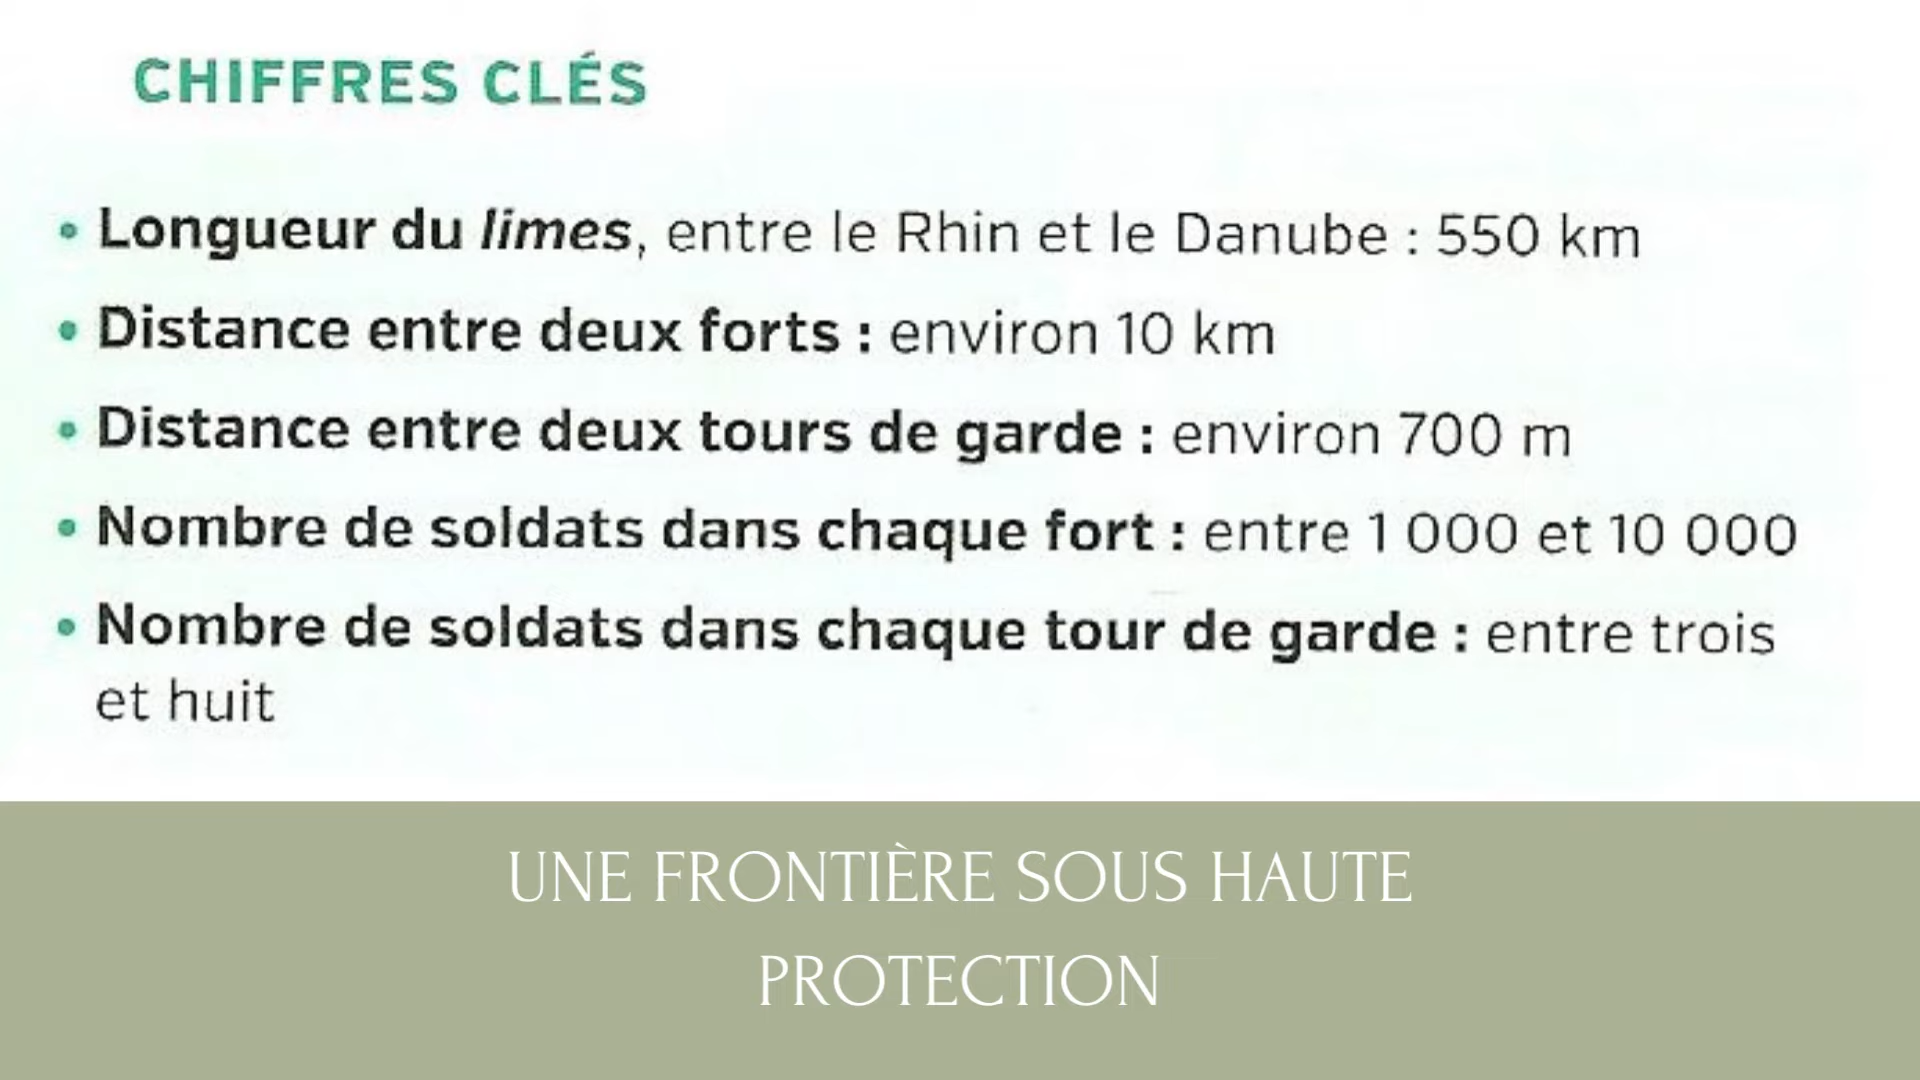 CHIFFRES CLÉS
• Longueur du limes, entre le Rhin et le Danube : 550 km
• Distance entre deux forts : environ 10 km
• Distance entre deux tours de garde : environ 700 m
• Nombre de soldats dans chaque fort : entre 1 000 et 10 000
• Nombre de soldats dans chaque tour de garde : entre trois
et huit
UNE FRONTIÈRE SOUS HAUTE
PROTECTION